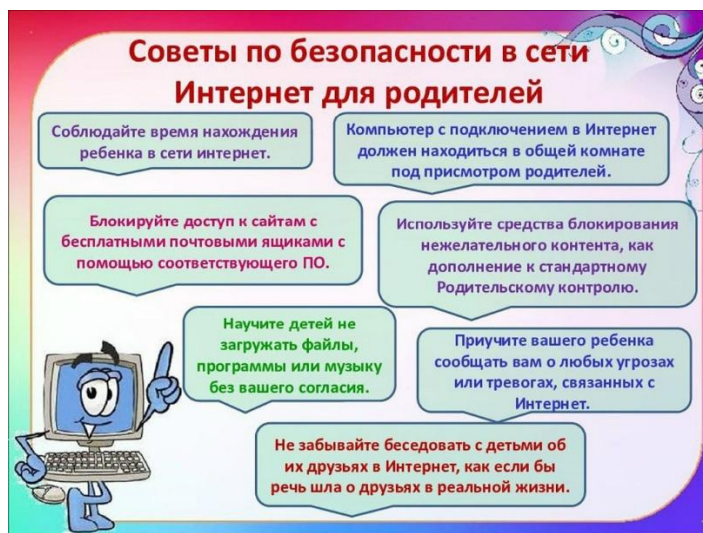 Советы по безопасности в сети
Интернет для родителей
Соблюдайте время нахождения
ребенка в сети интернет.
Компьютер с подключением в Интернет
должен находиться в общей комнате
под присмотром родителей.
Блокируйте доступ к сайтам с
бесплатными почтовыми ящиками с
помощью соответствующего ПО.
Используйте средства блокирования
нежелательного контента, как
дополнение к стандартному
Родительскому контролю.
Научите детей не
загружать файлы,
программы или музыку
без вашего согласия.
Приучите вашего ребенка
сообщать вам о любых угрозах
или тревогах, связанных с
Интернет.
Не забывайте беседовать с детьми об
их друзьях в Интернет, как если бы
речь шла о друзьях в реальной жизни.